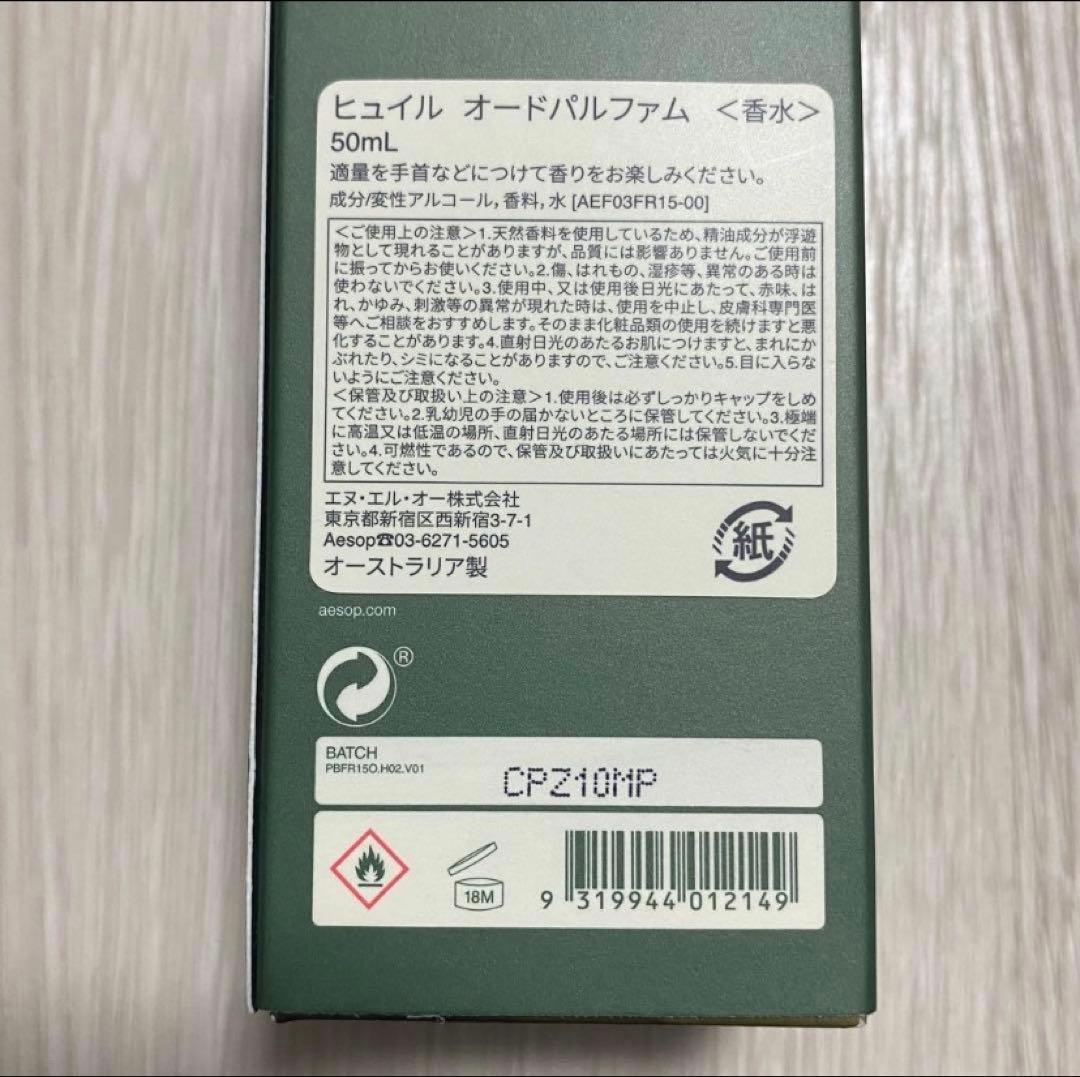 ヒュイル オードパルファム ＜香水＞
50mL
適量を手首などにつけて香りをお楽しみください。
成分/変性アルコール，香料，水 [AEF03FR15-00]
＜ご使用上の注意＞1.天然香料を使用しているため、精油成分が浮遊
物として現れることがありますが、品質には影響ありません。ご使用前
に振ってからお使いください。2.傷、はれもの、湿疹等、異常のある時は
使わないでください。3.使用中、又は使用後日光にあたって、赤味、は
れ、かゆみ、刺激等の異常が現れた時は、使用を中止し、皮膚科専門医
等へご相談をおすすめします。そのまま化粧品類の使用を続けますと悪
化することがあります。4.直射日光のあたるお肌につけますと、まれにか
ぶれたり、シミになることがありますので、ご注意ください。5.目に入らな
いようにご注意ください。
＜保管及び取扱い上の注意＞1.使用後は必ずしっかりキャップをしめ
てください。2.乳幼児の手の届かないところに保管してください。3.極端
に高温又は低温の場所、直射日光のあたる場所には保管しないでくだ
さい。4.可燃性であるので、保管及び取扱いにあたっては火気に十分注
意してください。
エヌ・エル・オー株式会社
東京都新宿区西新宿3-7-1
Aesop☎03-6271-5605
オーストラリア製
紙
aesop.com
®
BATCH
PBFR15O.H02.V01
CPZ10MP
18M
9 319944 012149